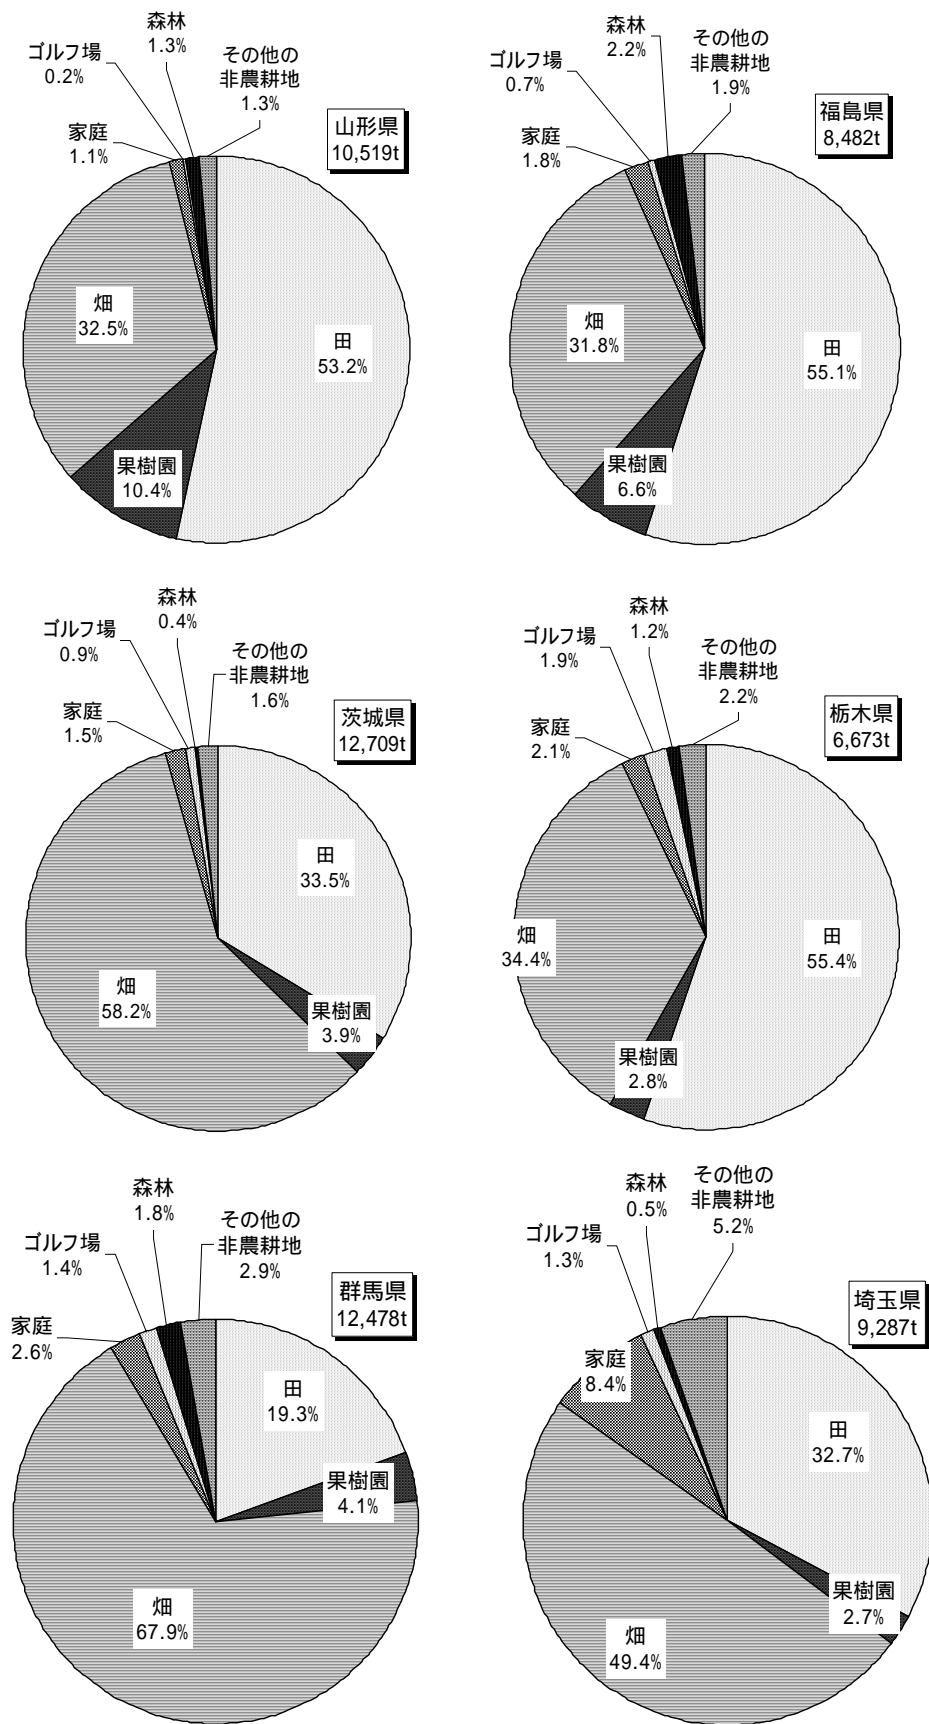 森林
1.3%
ゴルフ場
0.2%
その他の
非農耕地
1.3%
家庭
1.1%
山形県
10,519t
畑
32.5%
田
53.2%
果樹園
10.4%
森林
2.2%
ゴルフ場
0.7%
その他の
非農耕地
1.9%
家庭
1.8%
福島県
8,482t
畑
31.8%
田
55.1%
果樹園
6.6%
森林
0.4%
ゴルフ場
0.9%
その他の
非農耕地
1.6%
家庭
1.5%
茨城県
12,709t
田
33.5%
畑
58.2%
果樹園
3.9%
森林
1.2%
ゴルフ場
1.9%
その他の
非農耕地
2.2%
家庭
2.1%
栃木県
6,673t
畑
34.4%
田
55.4%
果樹園
2.8%
森林
1.8%
ゴルフ場
1.4%
その他の
非農耕地
2.9%
家庭
2.6%
群馬県
12,478t
田
19.3%
果樹園
4.1%
畑
67.9%
森林
0.5%
ゴルフ場
1.3%
その他の
非農耕地
5.2%
家庭
8.4%
埼玉県
9,287t
田
32.7%
果樹園
2.7%
畑
49.4%